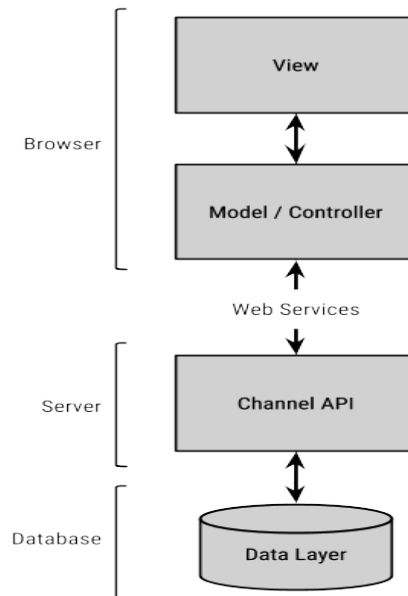 View
Browser
Model / Controller
Web Services
Server
Channel API
Database
Data Layer